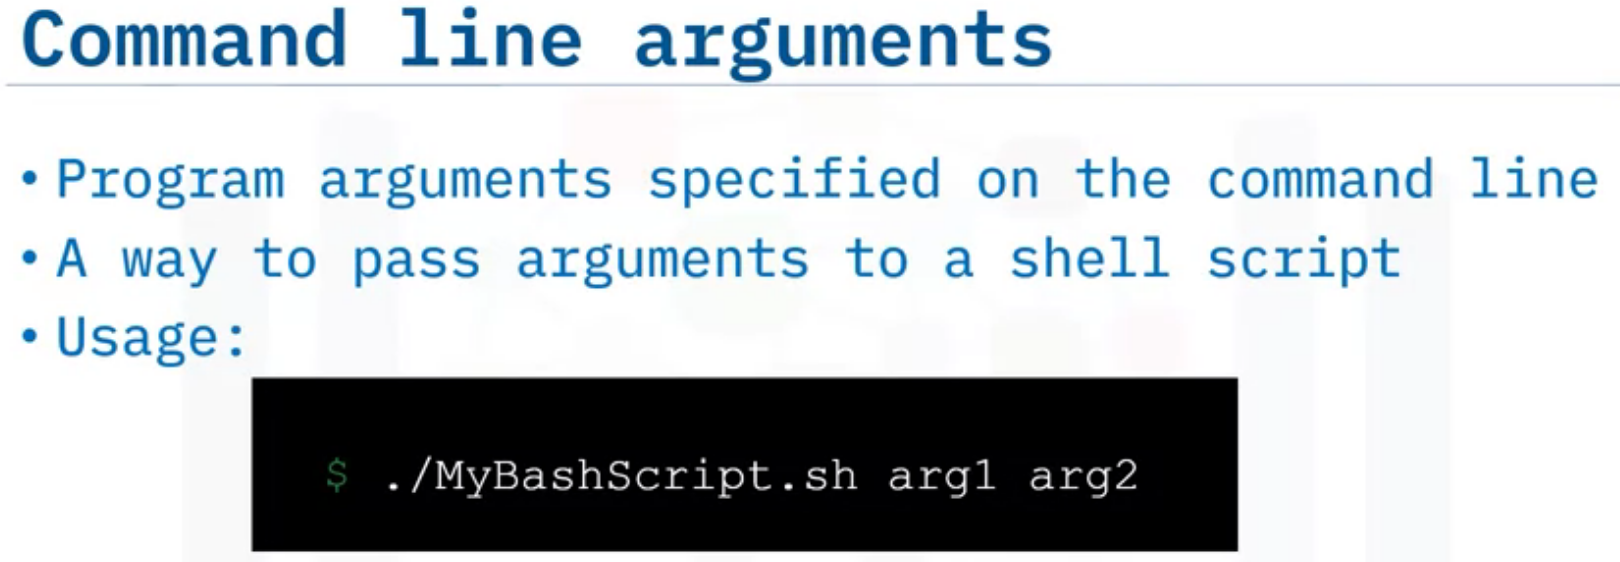 Command line arguments
• Program arguments specified on the command line
• A way to pass arguments to a shell script
• Usage:
$ ./MyBashScript.sh arg1 arg2